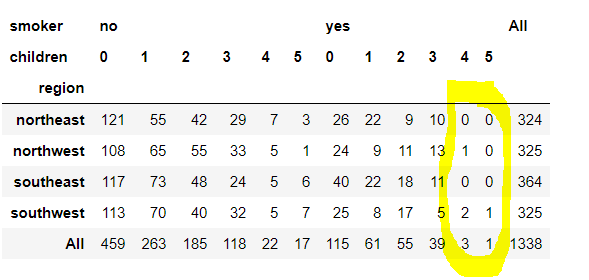 smoker no yes All
children 0 1 2 3 4 5 0 1 2 3 4 5
region
northeast 121 55 42 29 7 3 26 22 9 10 0 0 324
northwest 108 65 55 33 5 1 24 9 11 13 1 0 325
southeast 117 73 48 24 5 6 40 22 18 11 0 0 364
southwest 113 70 40 32 5 7 25 8 17 5 2 1 325
All 459 263 185 118 22 17 115 61 55 39 3 1 1338